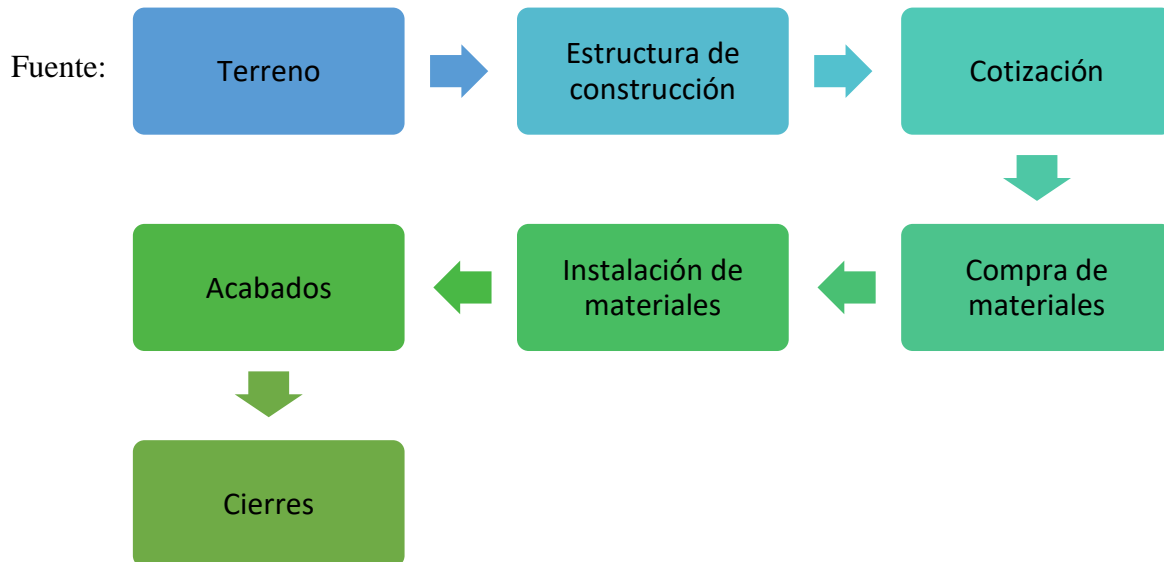 Fuente:
Terreno
Estructura de
construcción
Cotización
Compra de
materiales
Instalación de
materiales
Acabados
Cierres